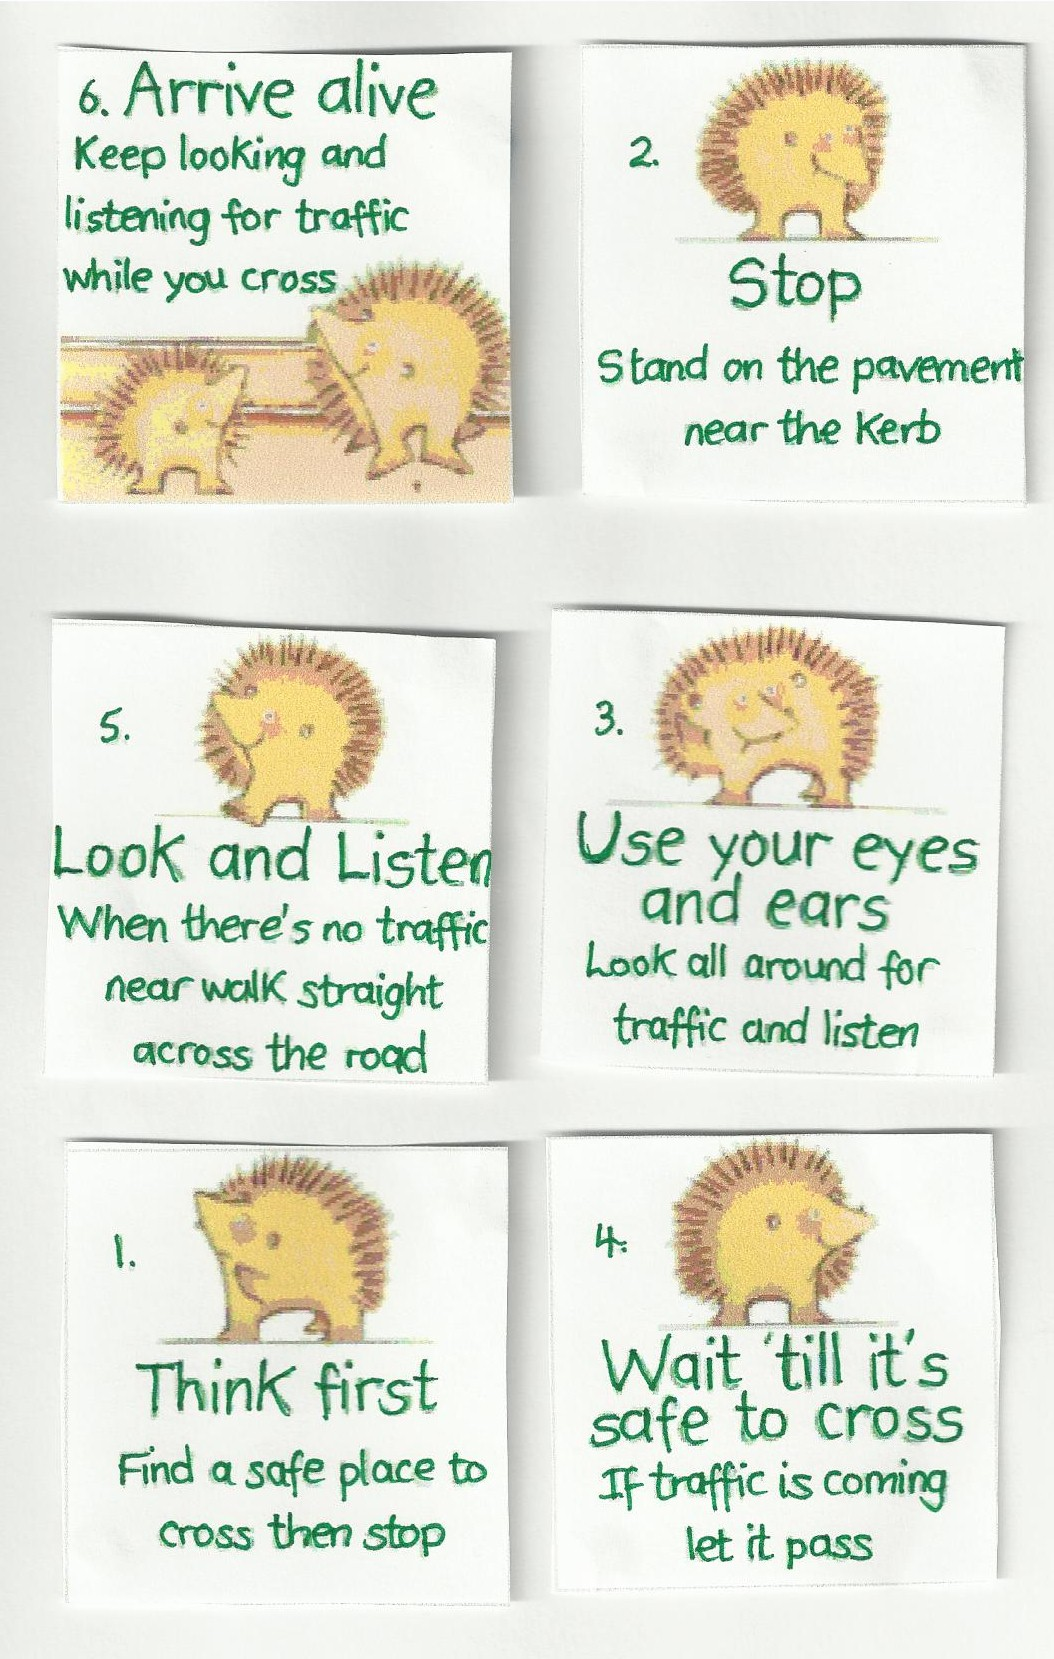 6. Arrive alive
Keep looking and
listening for traffic
while you cross
2.
Stop
Stand on the pavement
near the Kerb
5.
Look and Listen
When there's no traffic
near walk straight
across the road
3.
Use your eyes
and ears
Look all around for
traffic and listen
1.
Think first
Find a safe place to
cross then stop
4.
Wait 'till it's
safe to cross
If traffic is coming
let it pass